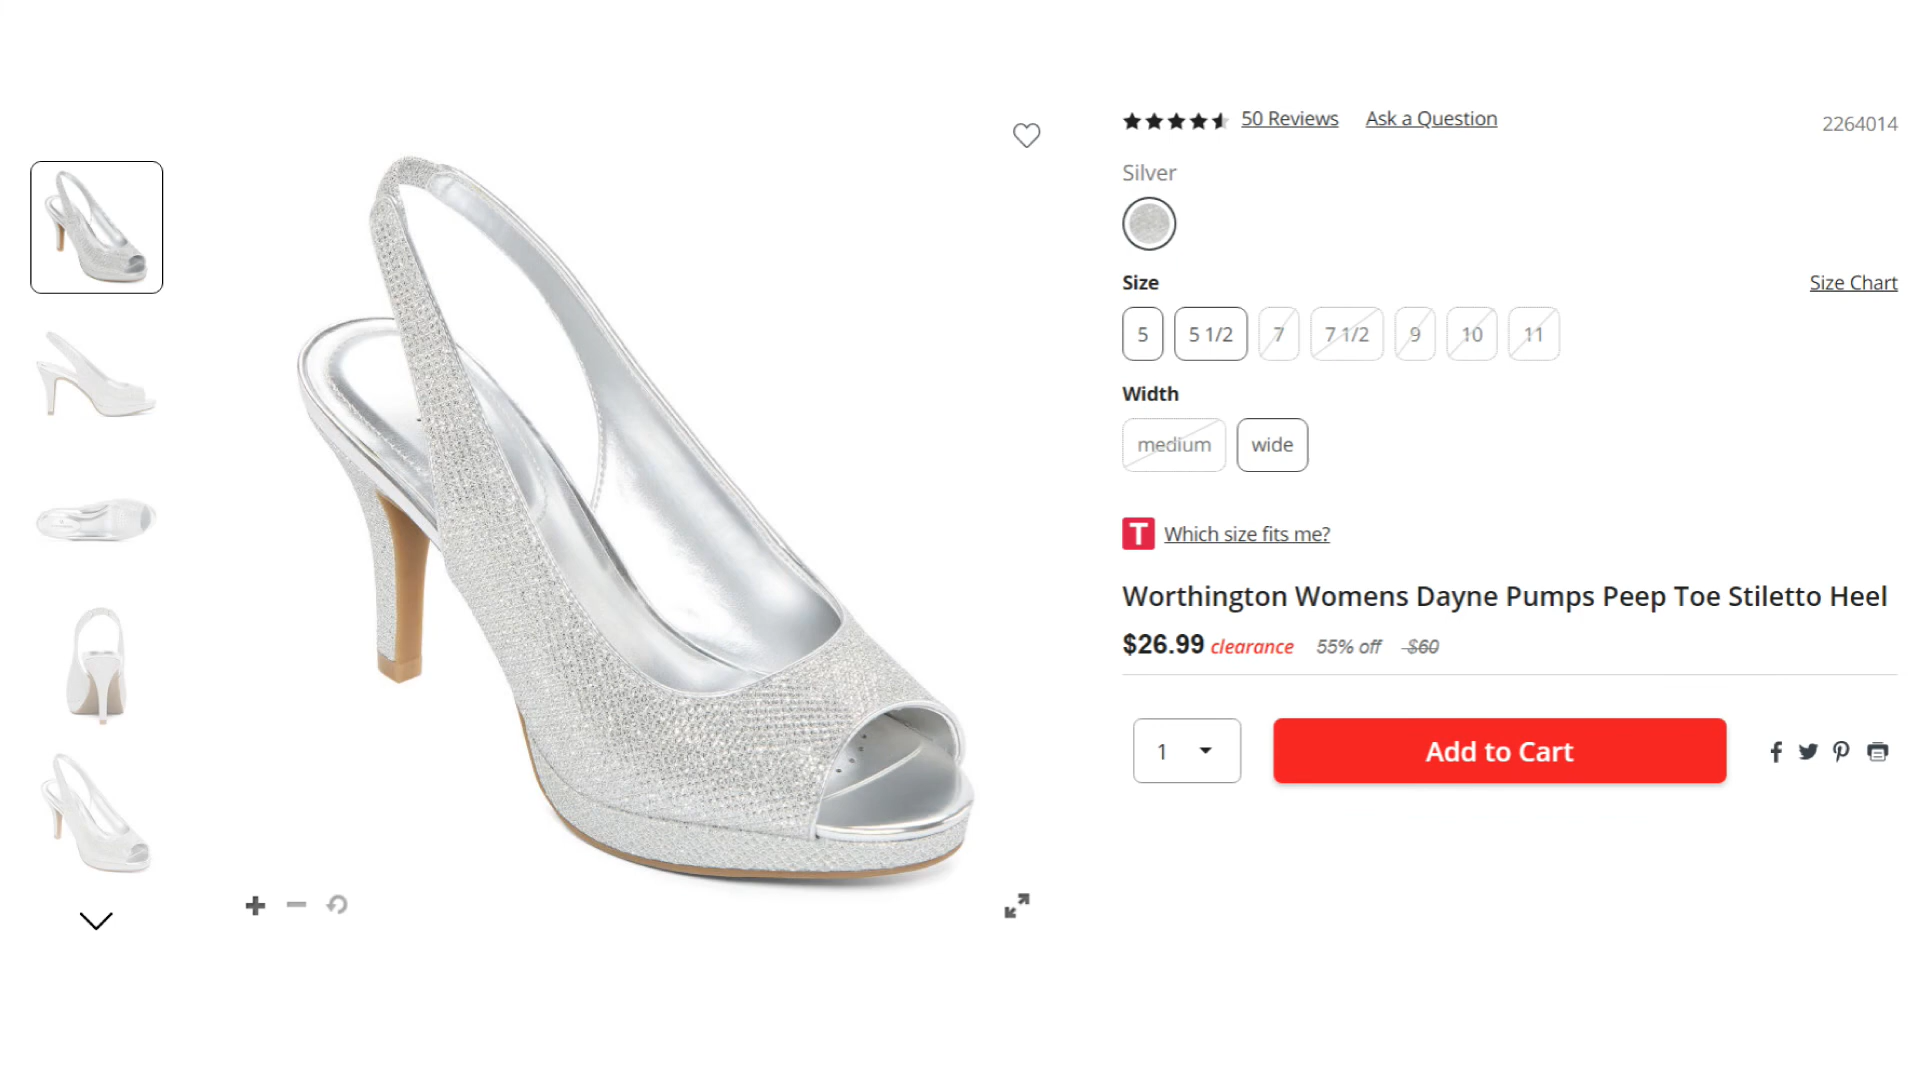 50 Reviews Ask a Question 2264014
Silver
Size Size Chart
5 5 1/2 7 7 1/2 9 10 11
Width
medium wide
T Which size fits me?
Worthington Womens Dayne Pumps Peep Toe Stiletto Heel
$26.99 clearance 55% off $60
1 Add to Cart